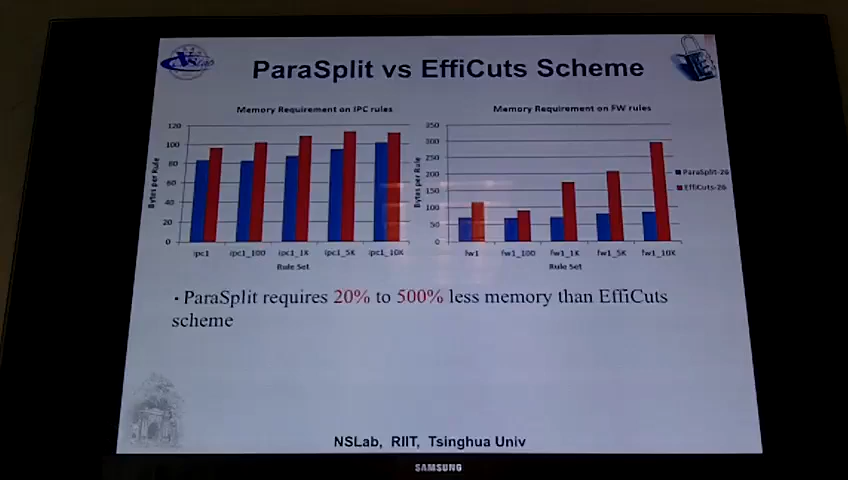 ParaSplit vs EffiCuts Scheme
Memory Requirement on IPC rules
Bytes per Rule
120
100
80
60
40
20
0
ipc1 ipc1_100 ipc1_1K ipc1_5K ipc1_10K
Rule Set
Memory Requirement on FW rules
Bytes per Rule
350
300
250
200
150
100
50
0
fw1 fw1_100 fw1_1K fw1_5K fw1_10K
Rule Set
ParaSplit-26
EffiCuts-26
· ParaSplit requires 20% to 500% less memory than EffiCuts
scheme
NSLab, RIIT, Tsinghua Univ
SAMSUNG